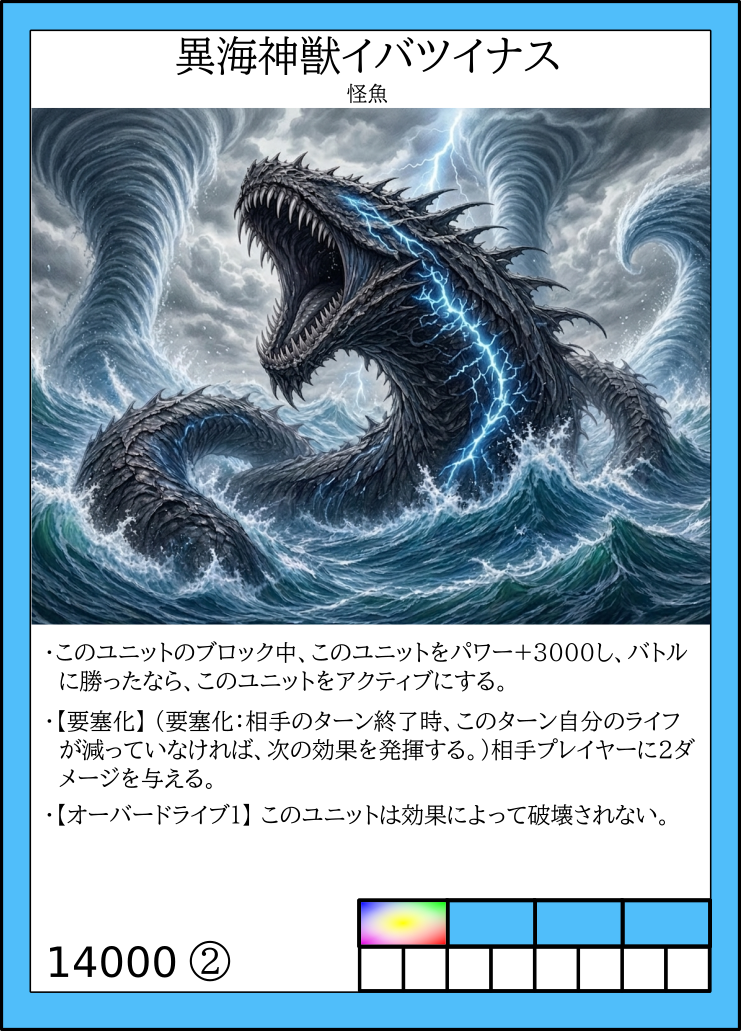 異海神獣イバツイナス
怪魚
・このユニットのブロック中、このユニットをパワー＋3000し、バトル
に勝ったなら、このユニットをアクティブにする。
・【要塞化】（要塞化：相手のターン終了時、このターン自分のライフ
が減っていなければ、次の効果を発揮する。）相手プレイヤーに2ダ
メージを与える。
・【オーバードライブ1】 このユニットは効果によって破壊されない。
14000 ②